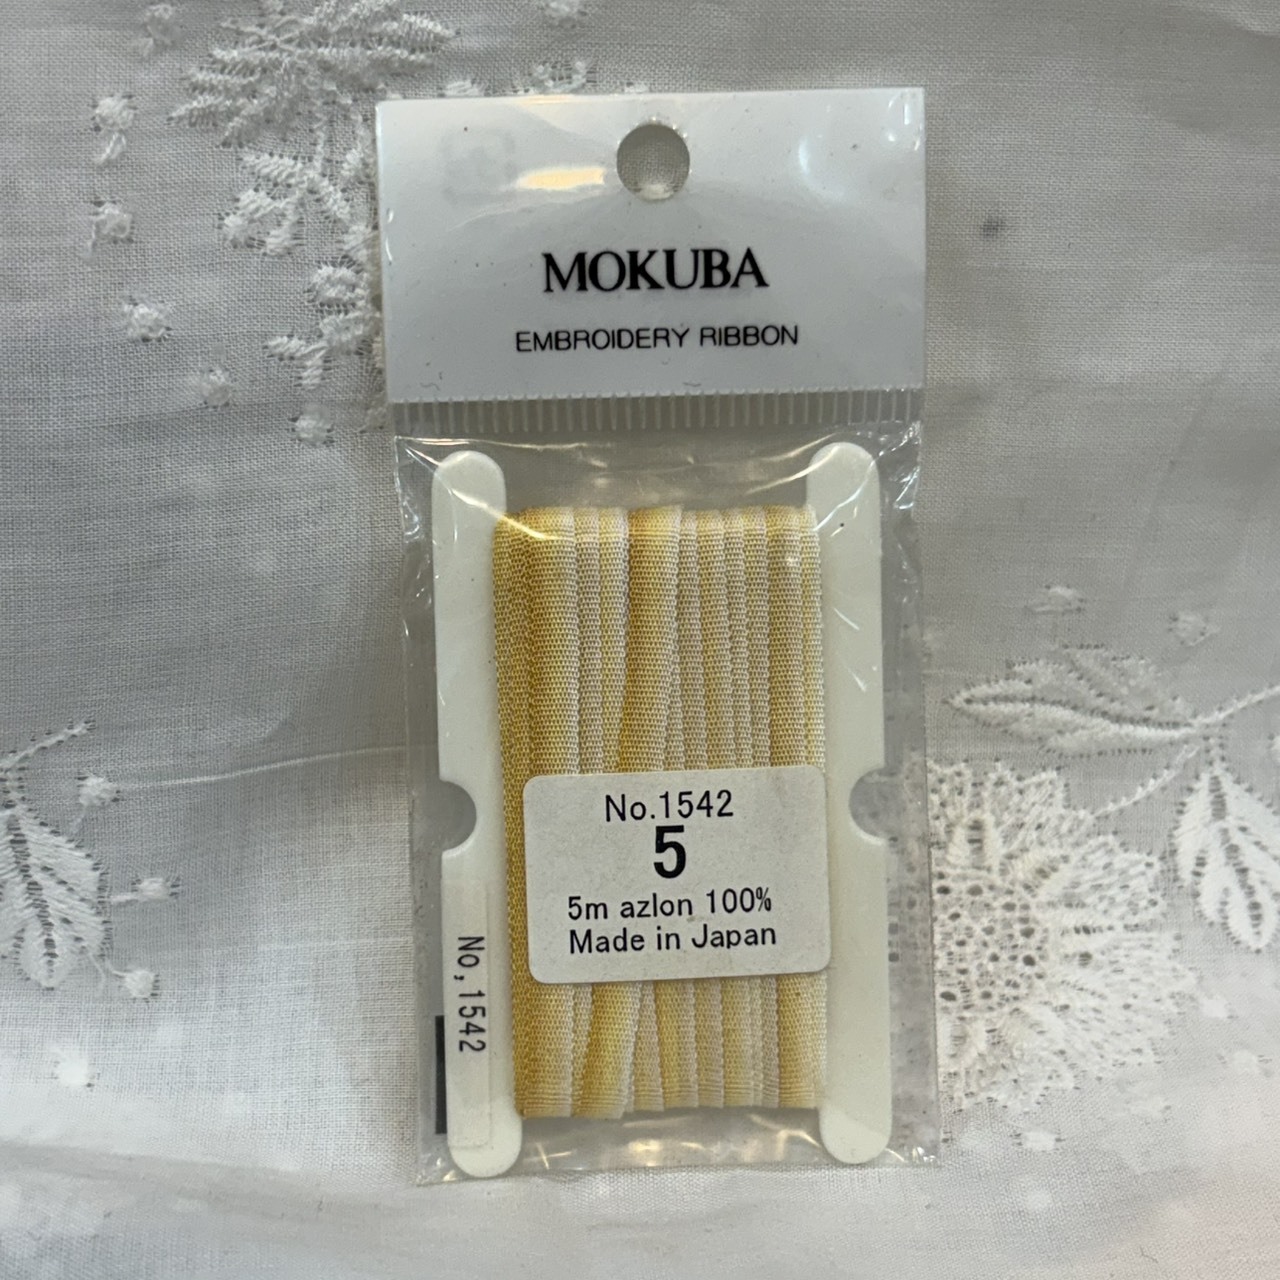 MOKUBA
EMBROIDERY RIBBON
No.1542
5
5m azlon 100%
Made in Japan
No,1542